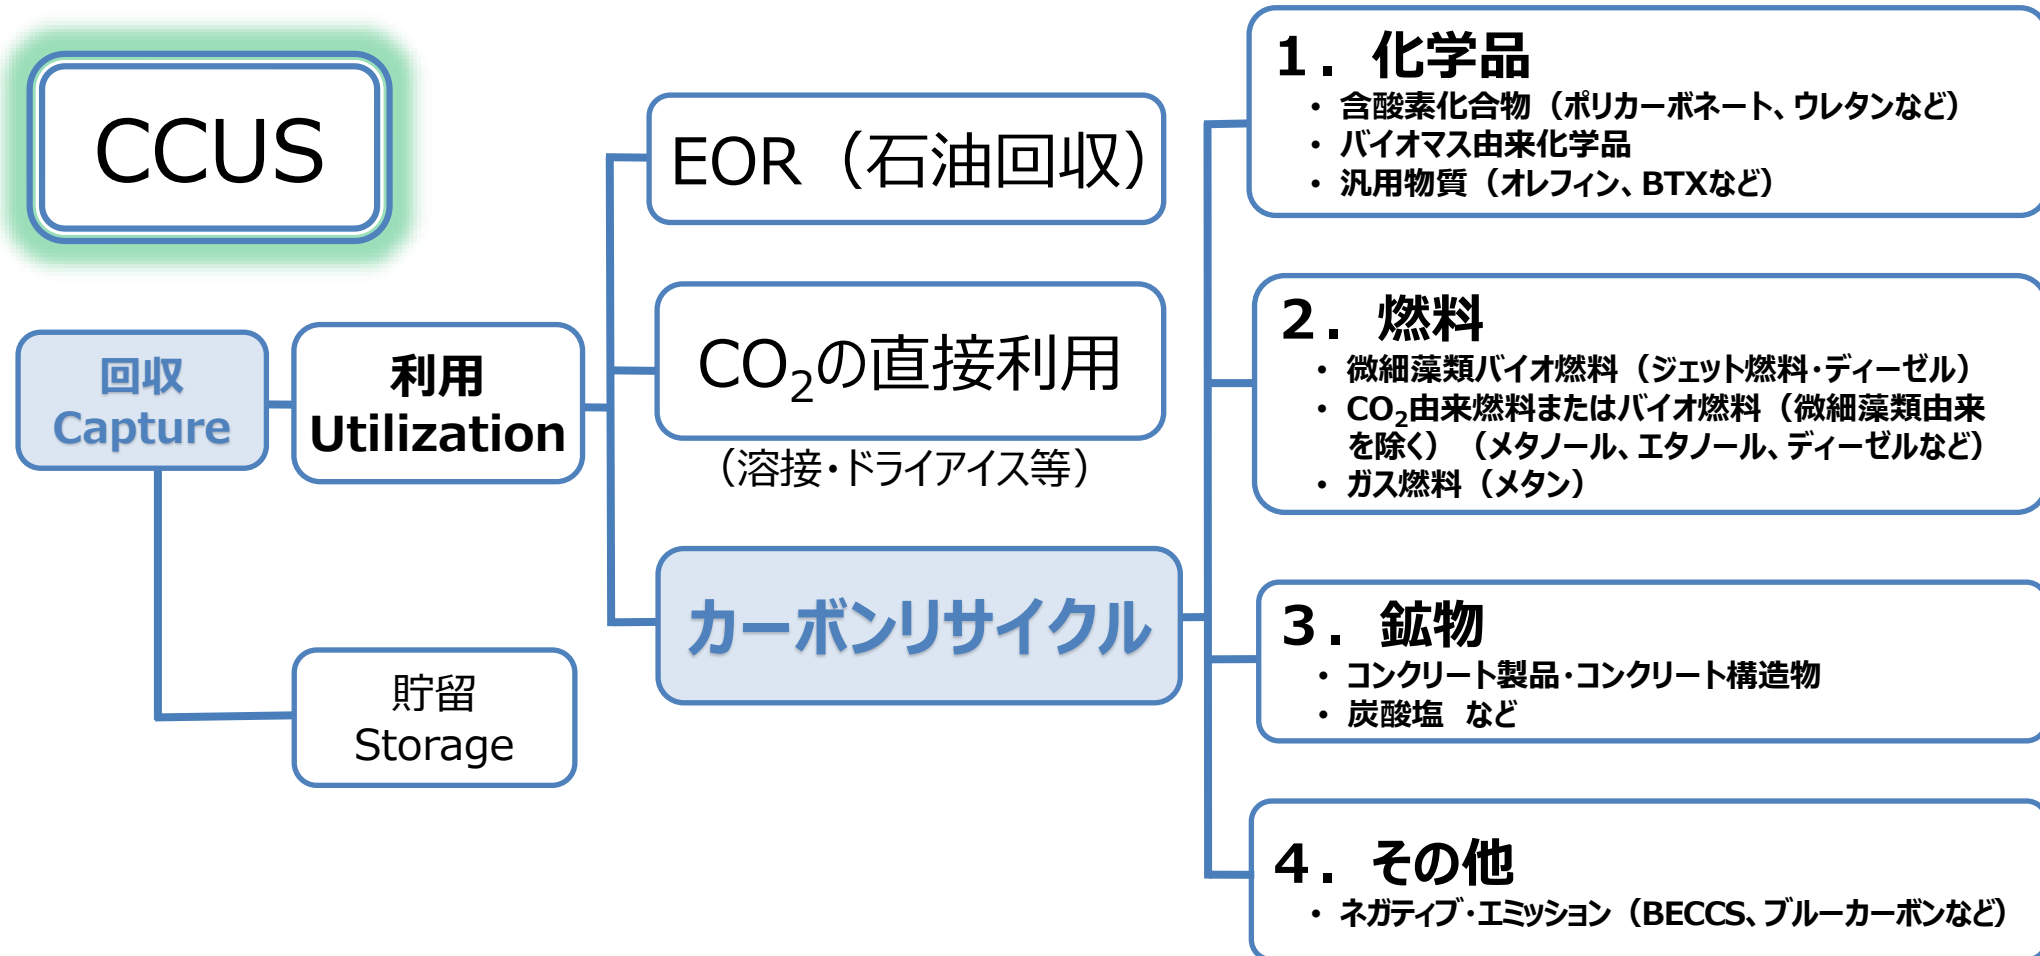 CCUS
回収
Capture
利用
Utilization
貯留
Storage
EOR（石油回収）
CO₂の直接利用
（溶接・ドライアイス等）
カーボンリサイクル
１．化学品
・ 含酸素化合物（ポリカーボネート、ウレタンなど）
・ バイオマス由来化学品
・ 汎用物質（オレフィン、BTXなど）
２．燃料
・ 微細藻類バイオ燃料（ジェット燃料・ディーゼル）
・ CO₂由来燃料またはバイオ燃料（微細藻類由来
を除く）（メタノール、エタノール、ディーゼルなど）
・ ガス燃料（メタン）
３．鉱物
・ コンクリート製品・コンクリート構造物
・ 炭酸塩 など
４．その他
・ ネガティブ・エミッション（BECCS、ブルーカーボンなど）